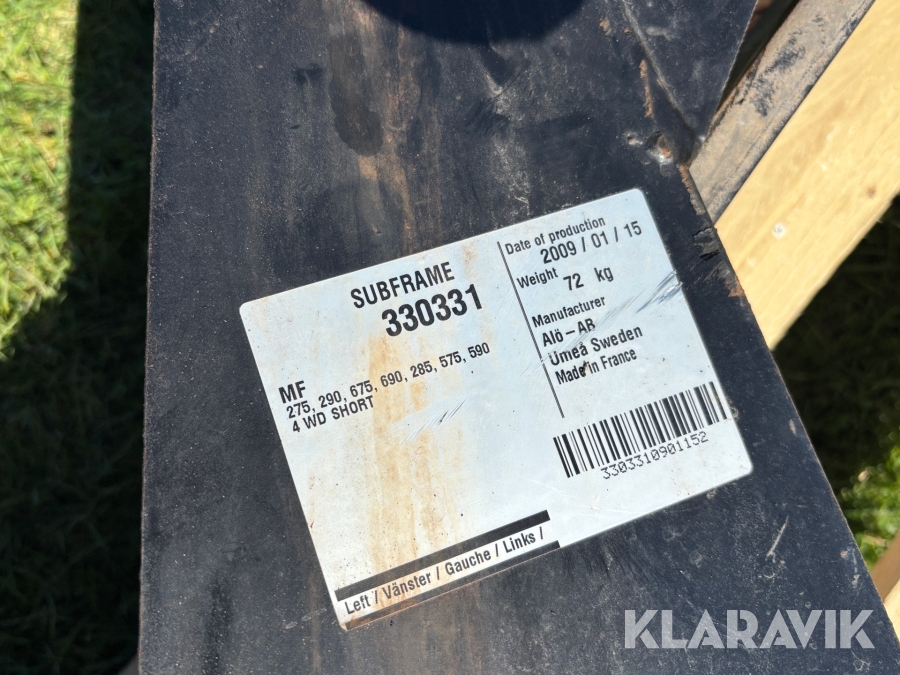 SUBFRAME
330331
MF
275, 290, 675, 690, 285, 575, 590
4 WD SHORT
Date of production
2009 / 01 / 15
Weight 72 kg
Manufacturer
Alö-AB
Umeå Sweden
Made in France
3303310901152
Left / Vänster / Gauche / Links /
KLARAVIK